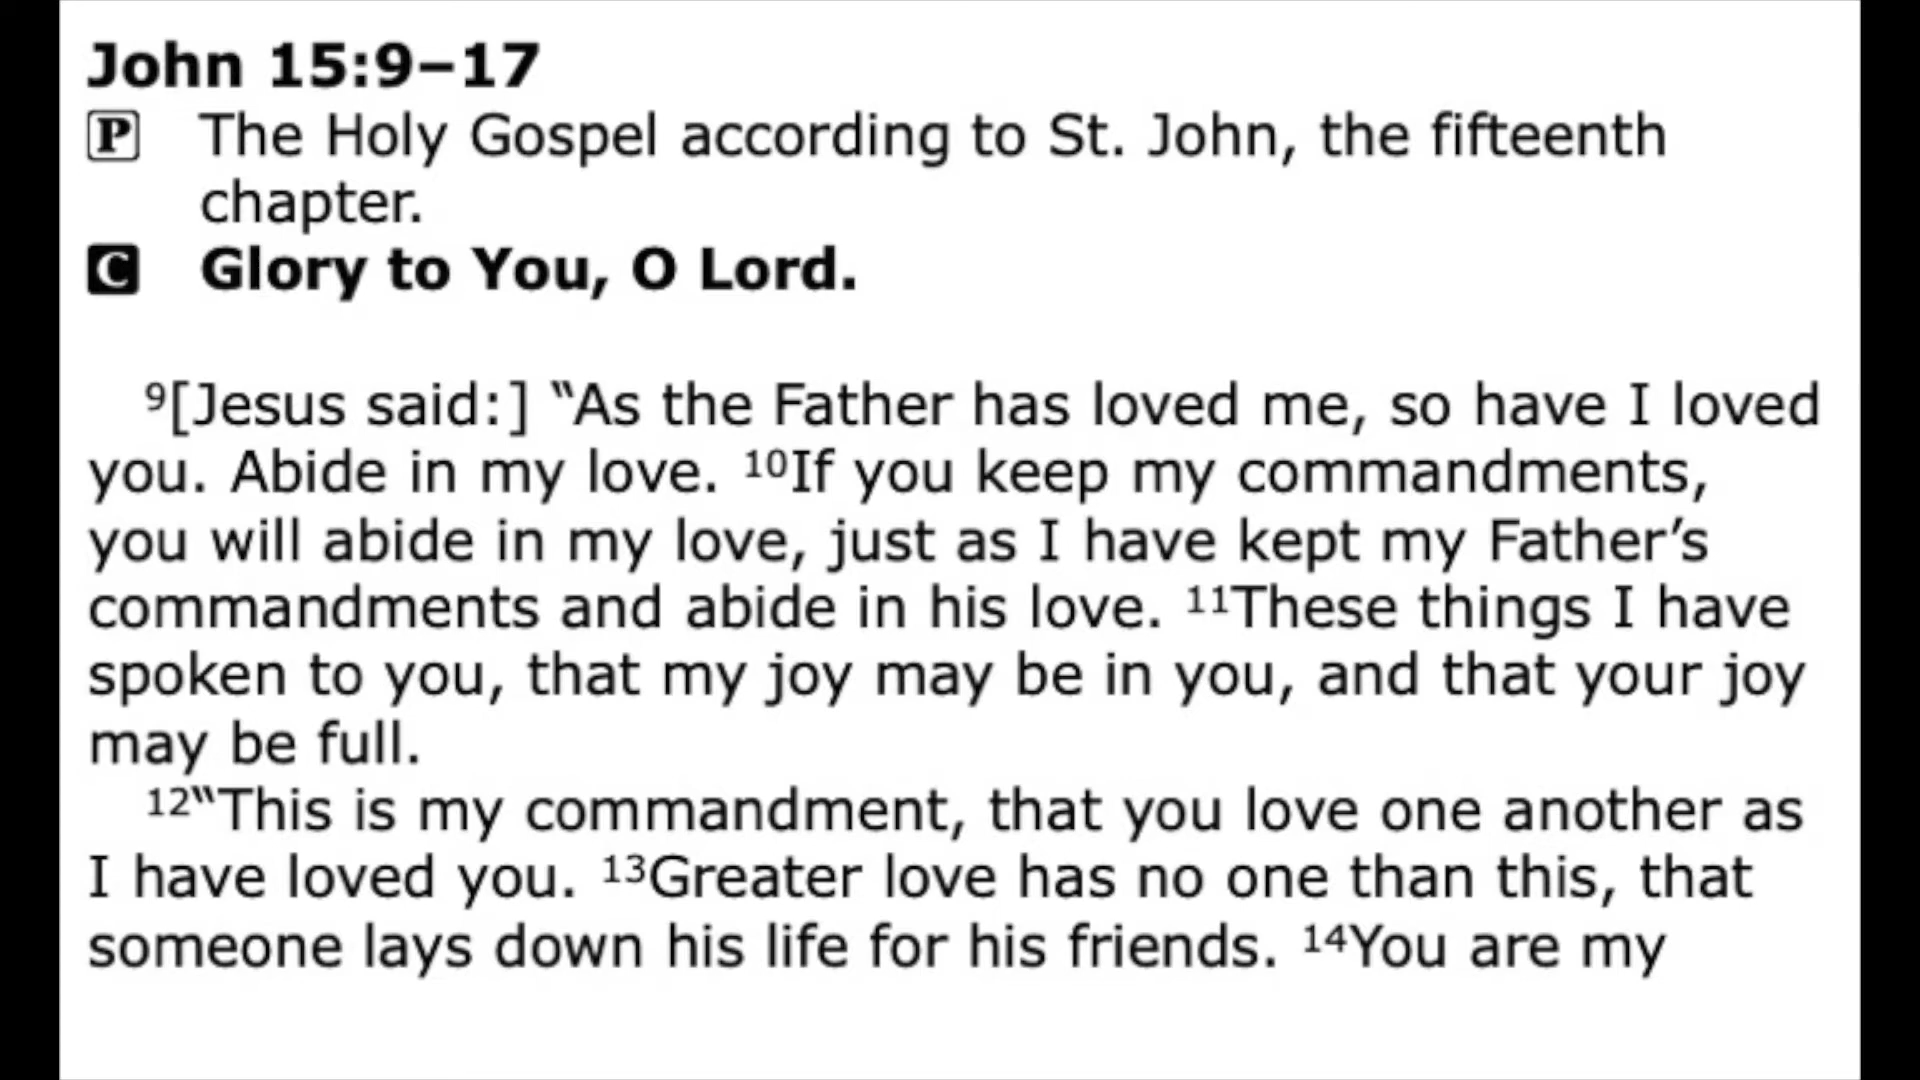 John 15:9–17
P The Holy Gospel according to St. John, the fifteenth
chapter.
C Glory to You, O Lord.
9[Jesus said:] “As the Father has loved me, so have I loved
you. Abide in my love. 10If you keep my commandments,
you will abide in my love, just as I have kept my Father’s
commandments and abide in his love. 11These things I have
spoken to you, that my joy may be in you, and that your joy
may be full.
12“This is my commandment, that you love one another as
I have loved you. 13Greater love has no one than this, that
someone lays down his life for his friends. 14You are my